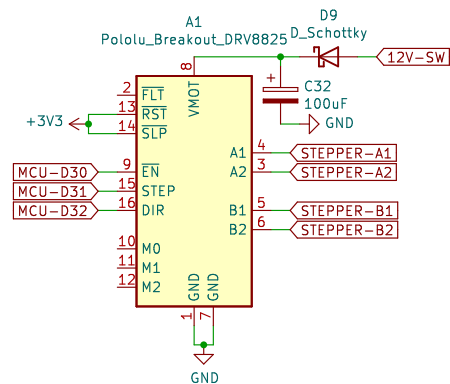 A1
Pololu_Breakout_DRV8825
D9
D_Schottky
12V-SW
8
VMOT
+
C32
100uF
GND
2 FLT
+3V3
13 RST
14 SLP
A1 4 STEPPER-A1
A2 3 STEPPER-A2
MCU-D30 9 EN
MCU-D31 15 STEP
MCU-D32 16 DIR
B1 5 STEPPER-B1
B2 6 STEPPER-B2
10 M0
11 M1
12 M2
GND GND
1 7
GND